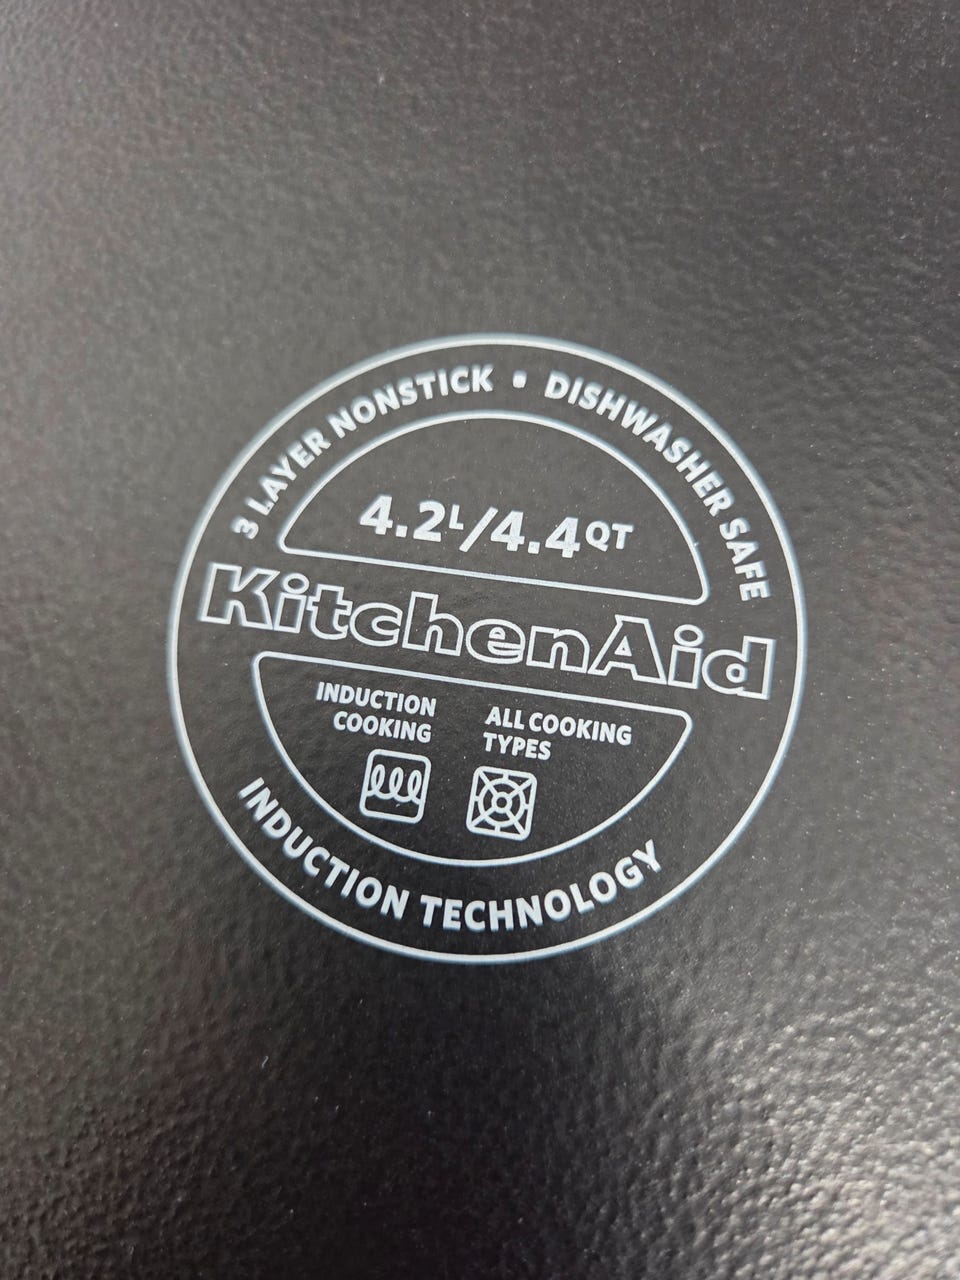 3 LAYER NONSTICK • DISHWASHER SAFE
4.2L/4.4QT
KitchenAid
INDUCTION
COOKING
ALL COOKING
TYPES
INDUCTION TECHNOLOGY